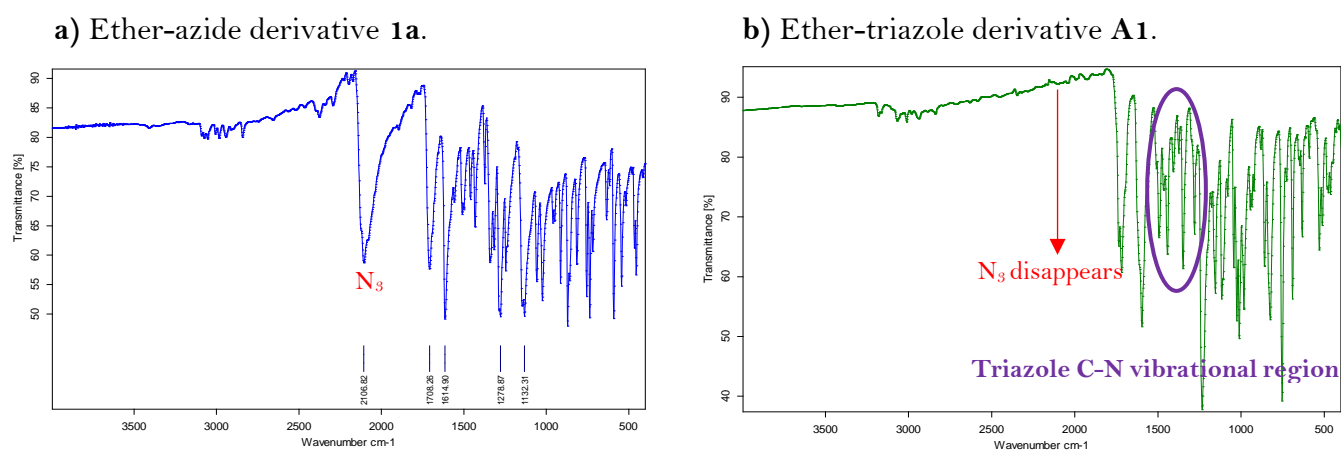 a) Ether-azide derivative 1a.
Transmittance [%]
90
85
80
75
70
65
60
55
50
N₃
2106.82
1708.26
1614.90
1278.87
1132.31
3500 3000 2500 2000 1500 1000 500
Wavenumber cm-1
b) Ether-triazole derivative A1.
Transmittance [%]
90
80
70
60
50
40
N₃ disappears
Triazole C-N vibrational region
3500 3000 2500 2000 1500 1000 500
Wavenumber cm-1